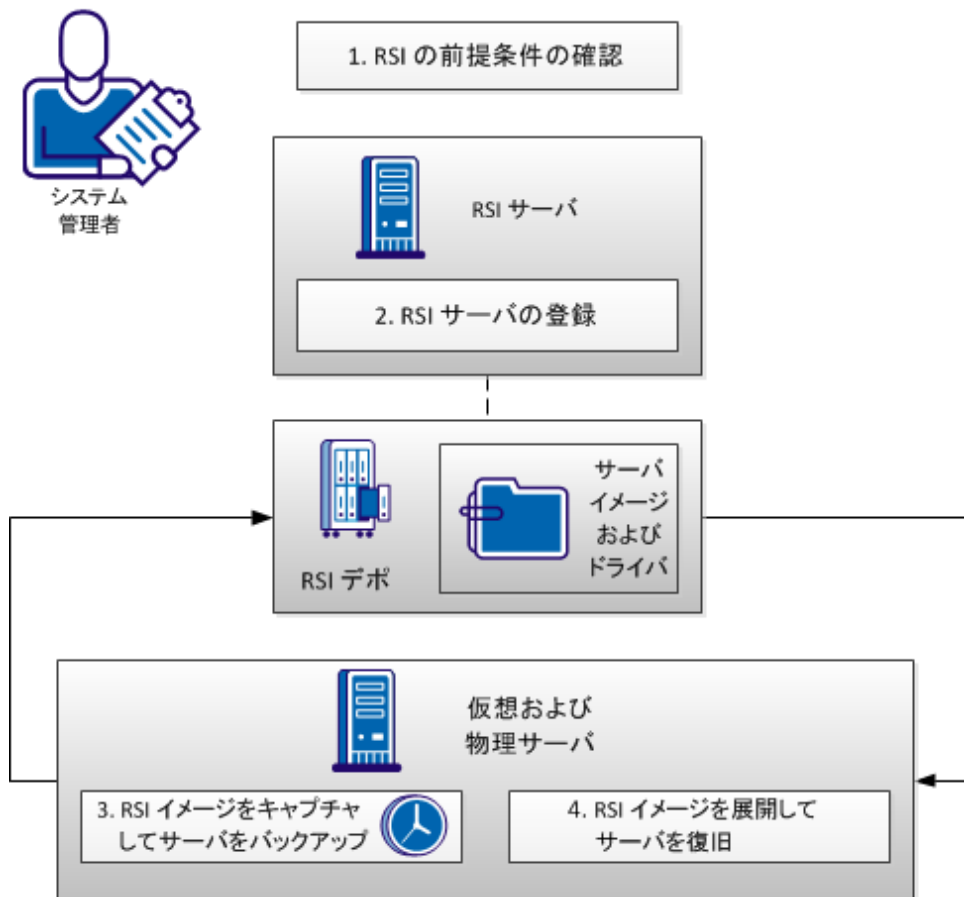 1. RSI の前提条件の確認
システム
管理者
RSI サーバ
2. RSI サーバの登録
RSI デポ
サーバ
イメージ
および
ドライバ
仮想および
物理サーバ
3. RSI イメージをキャプチャ
してサーバをバックアップ
4. RSI イメージを展開して
サーバを復旧